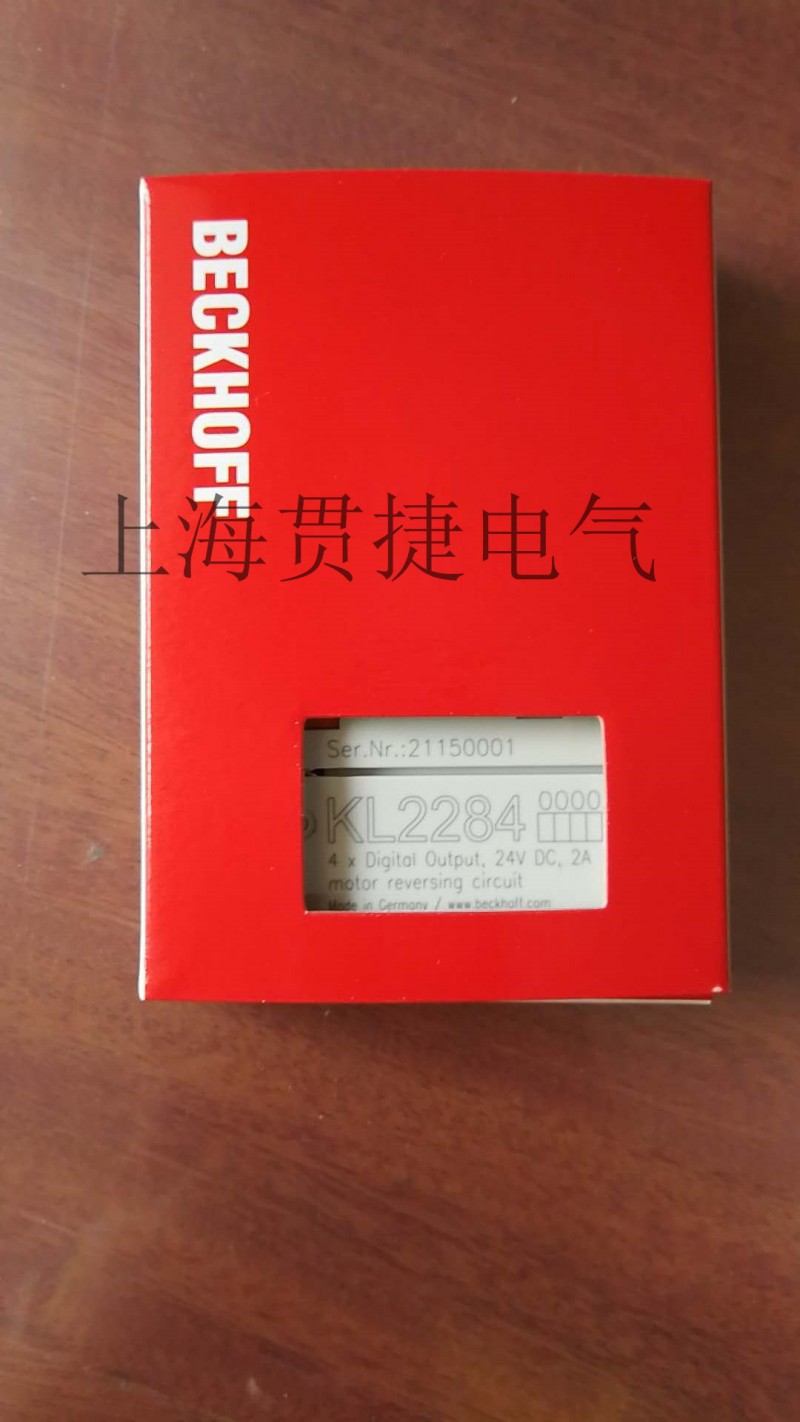 BECKHOFF
上海贯捷电气
Ser.Nr.:21150001
KL2284
0000
4 x Digital Output, 24V DC, 2A
motor reversing circuit
Made in Germany / www.beckhoff.com